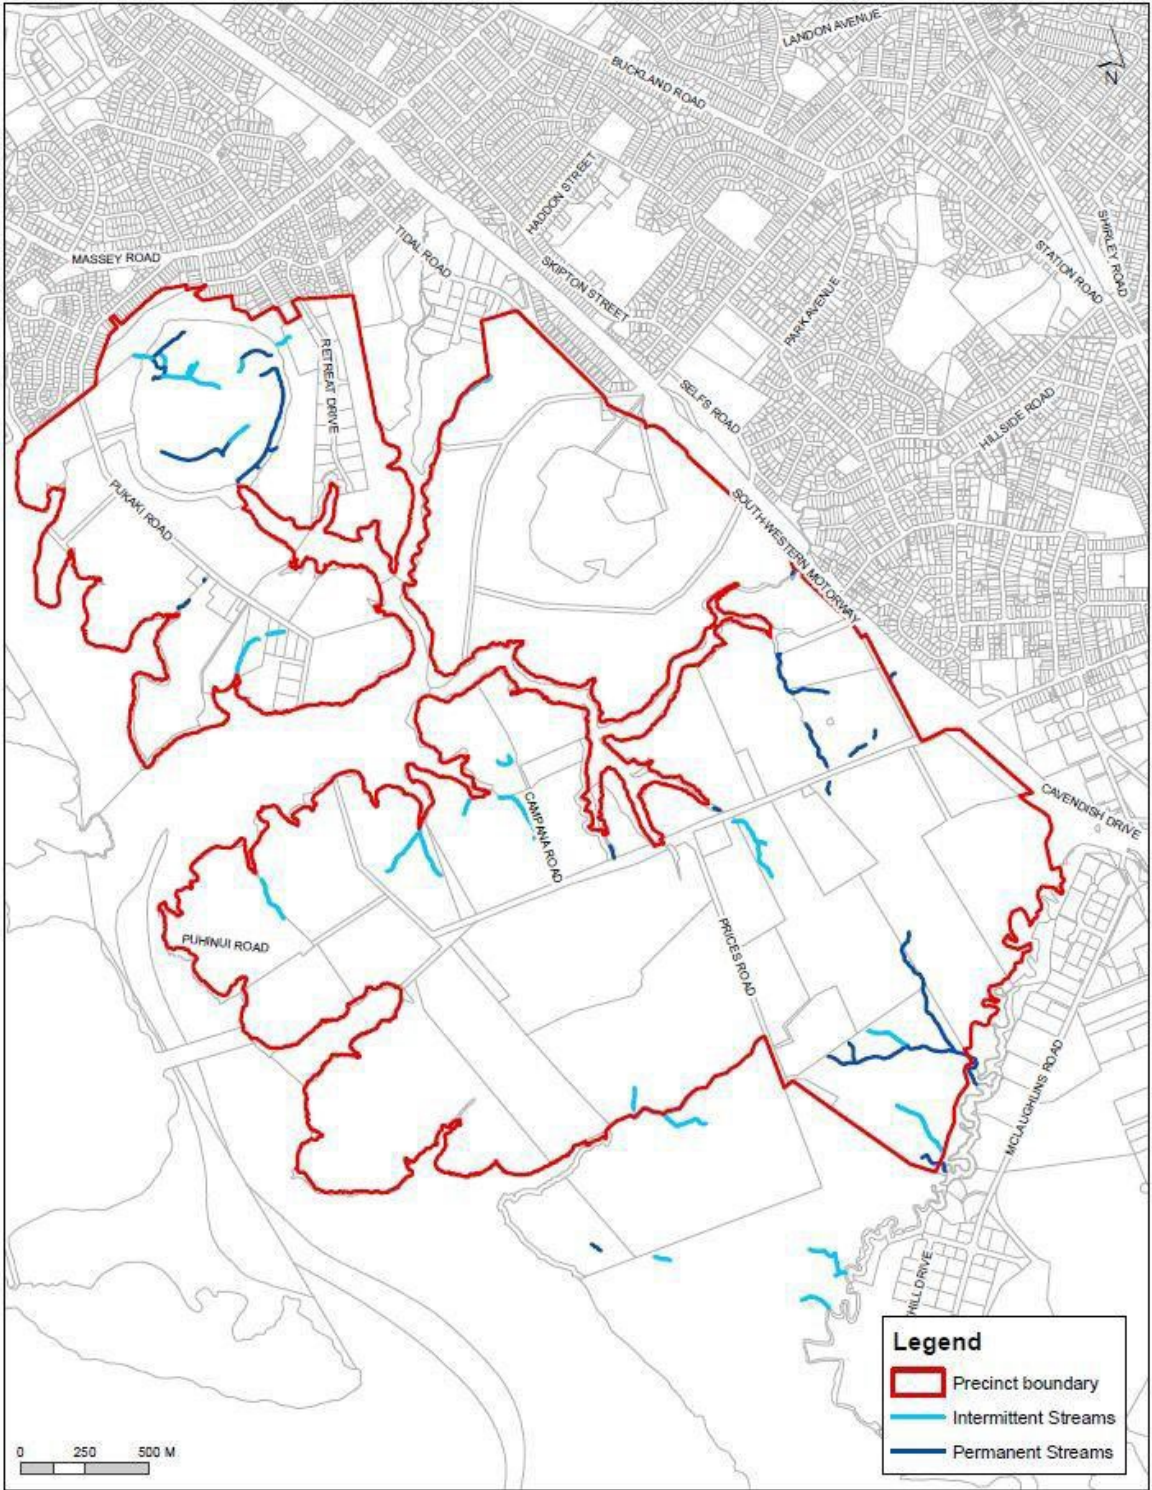 LANDON AVENUE
BUCKLAND ROAD
N
HADDON STREET
SHIRLEY ROAD
TIDAL ROAD
STATION ROAD
MASSEY ROAD
SKIPTON STREET
PARK AVENUE
RETREAT DRIVE
SELFS ROAD
HILLSIDE ROAD
PUKAKI ROAD
SOUTH-WESTERN MOTORWAY
CAMPANA ROAD
CAVENDISH DRIVE
PUHINUI ROAD
PRICES ROAD
MCLAUGHLINS ROAD
HILL DRIVE
Legend
Precinct boundary
Intermittent Streams
Permanent Streams
0 250 500 M